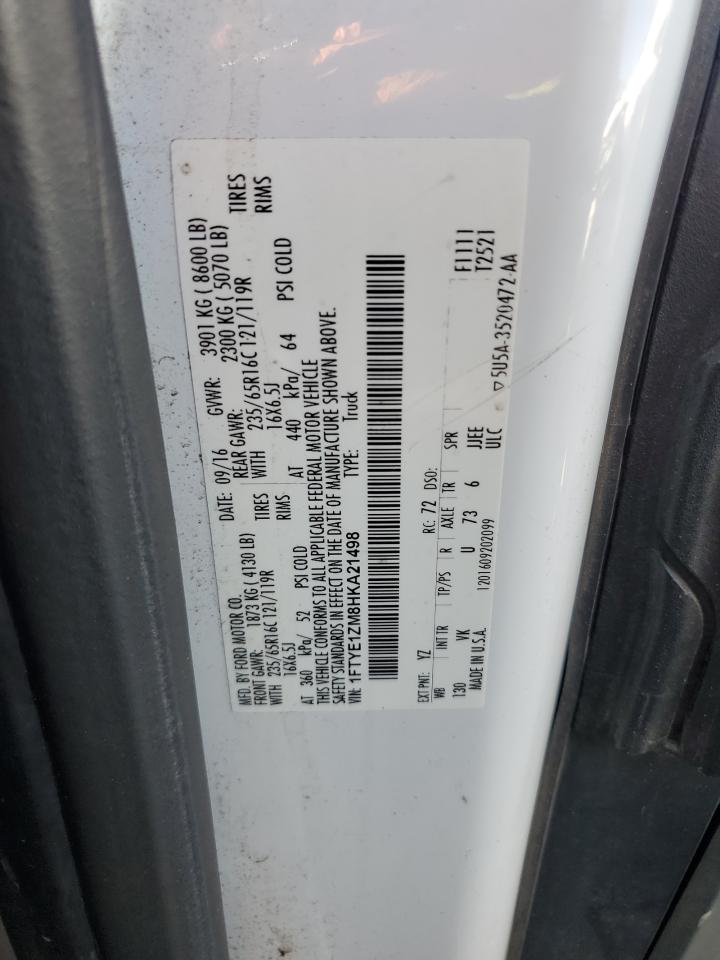 MFD. BY FORD MOTOR CO. DATE: 09/16 GVWR: 3901 KG ( 8600 LB)
FRONT GAWR: 1873 KG ( 4130 LB) REAR GAWR: 2300 KG ( 5070 LB)
WITH 235/65R16C 121/119R TIRES WITH 235/65R16C 121/119R TIRES
16X6.5J RIMS 16X6.5J RIMS
AT 360 kPa/ 52 PSI COLD AT 440 kPa/ 64 PSI COLD
THIS VEHICLE CONFORMS TO ALL APPLICABLE FEDERAL MOTOR VEHICLE
SAFETY STANDARDS IN EFFECT ON THE DATE OF MANUFACTURE SHOWN ABOVE.
VIN: 1FTYE1ZM8HKA21498 TYPE: Truck
EXT PNT: YZ RC: 72 DSO: F1111
WB INT TR TP/PS R AXLE TR SPR T2521
130 VK U 73 6 JJEE
MADE IN U.S.A. 1201609202099 ULC
▽5U5A-3520472-AA